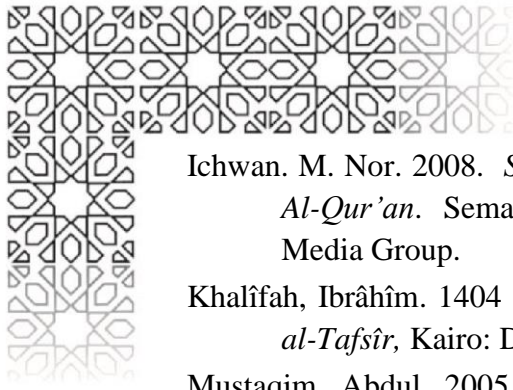 Ichwan. M. Nor. 2008.
Al-Qur’an. Sema
Media Group.
Khalîfah, Ibrâhîm. 1404
al-Tafsîr, Kairo: D
Mustaqim, Abdul. 2005.